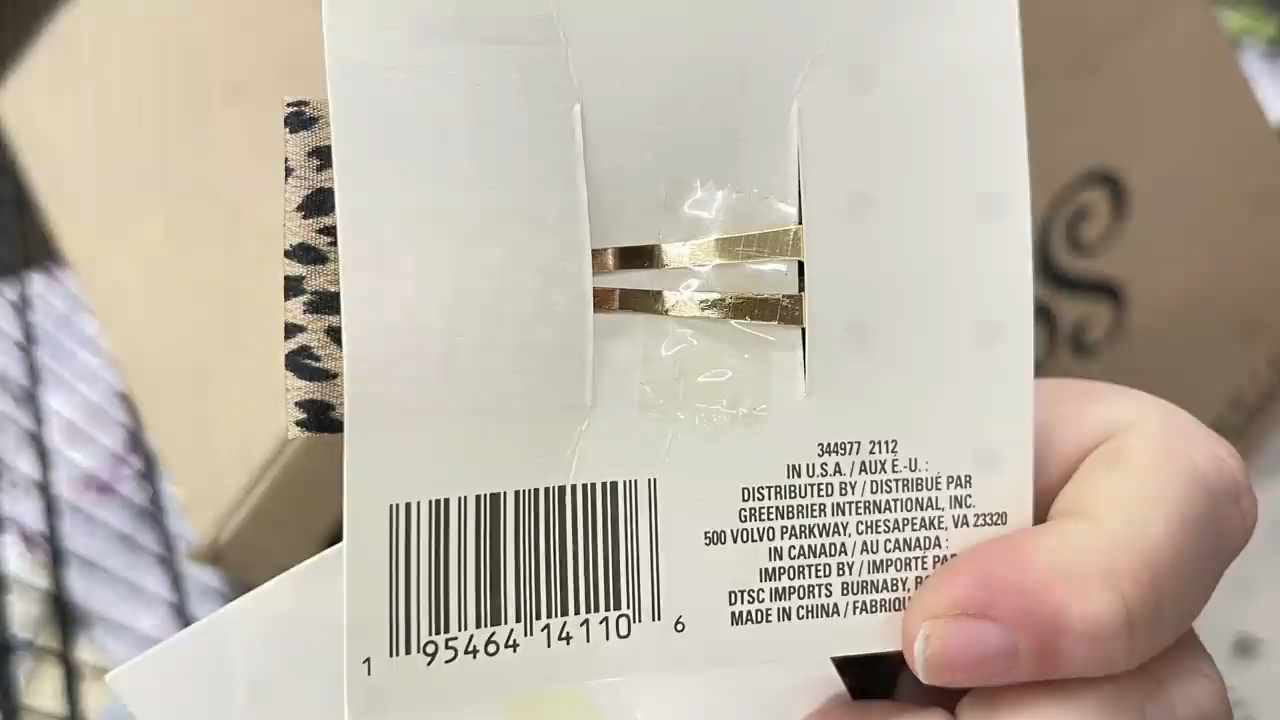 344977 2112
IN U.S.A. / AUX É.-U. :
DISTRIBUTED BY / DISTRIBUÉ PAR
GREENBRIER INTERNATIONAL, INC.
500 VOLVO PARKWAY, CHESAPEAKE, VA 23320
IN CANADA / AU CANADA :
IMPORTED BY / IMPORTÉ
DTSC IMPORTS BURNABY,
MADE IN CHINA /
1 95464 14110 6